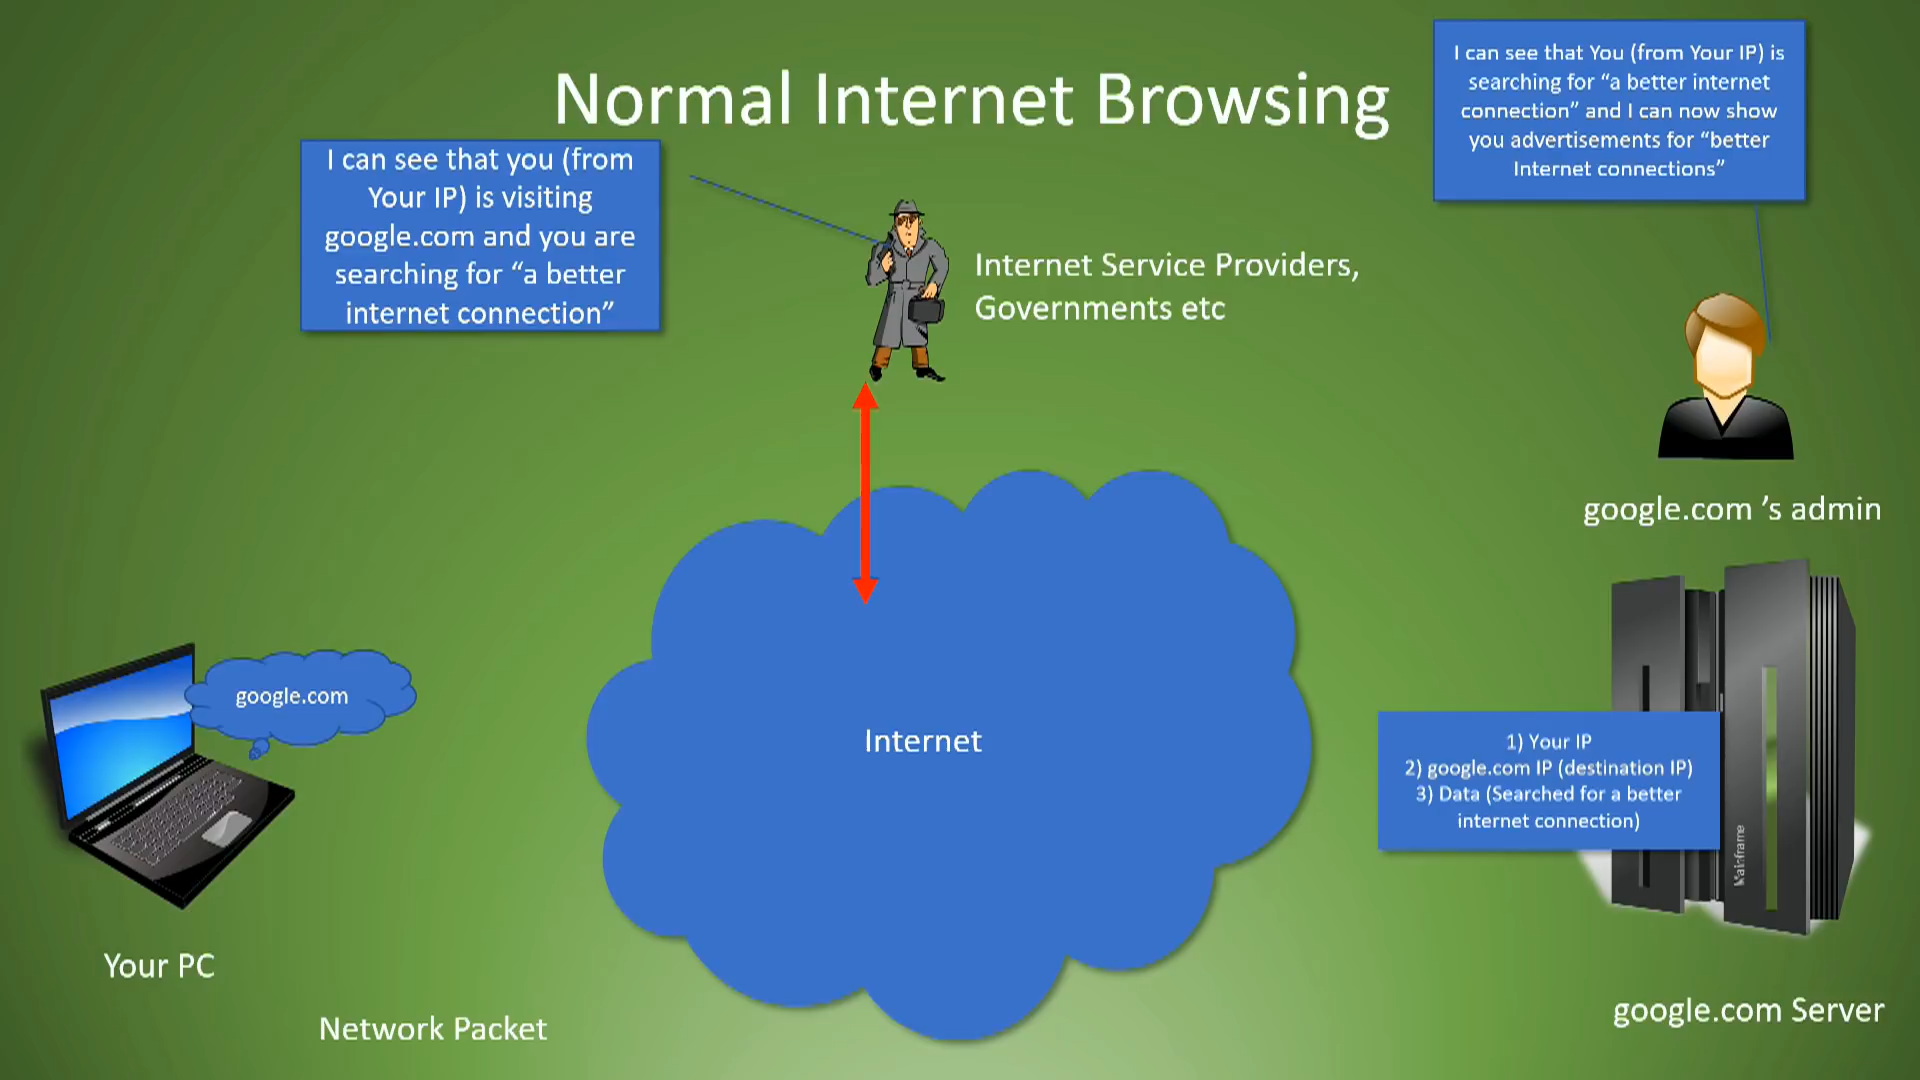 Normal Internet Browsing
I can see that You (from Your IP) is
searching for “a better internet
connection” and I can now show
you advertisements for “better
Internet connections”
I can see that you (from
Your IP) is visiting
google.com and you are
searching for “a better
internet connection”
Internet Service Providers,
Governments etc
google.com ’s admin
google.com
Internet
1) Your IP
2) google.com IP (destination IP)
3) Data (Searched for a better
internet connection)
Mainframe
Your PC
google.com Server
Network Packet